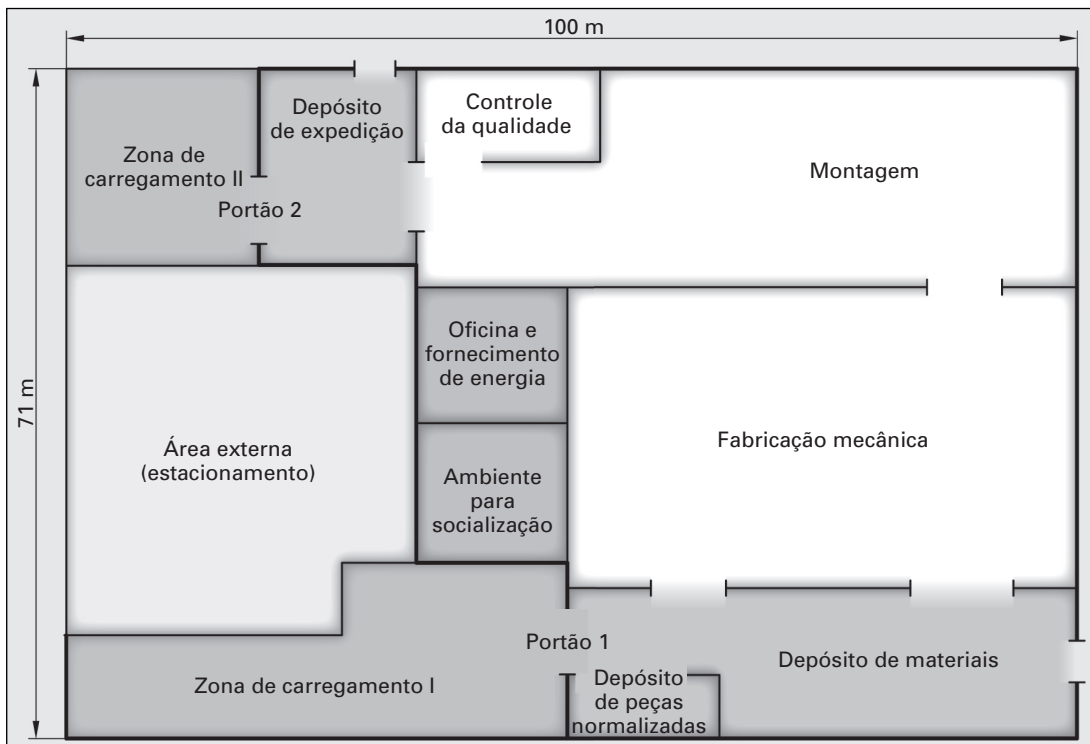 100 m
71 m
Zona de
carregamento II
Depósito
de expedição
Portão 2
Controle
da qualidade
Montagem
Oficina e
fornecimento
de energia
Área externa
(estacionamento)
Ambiente
para
socialização
Fabricação mecânica
Zona de carregamento I
Portão 1
Depósito
de peças
normalizadas
Depósito de materiais